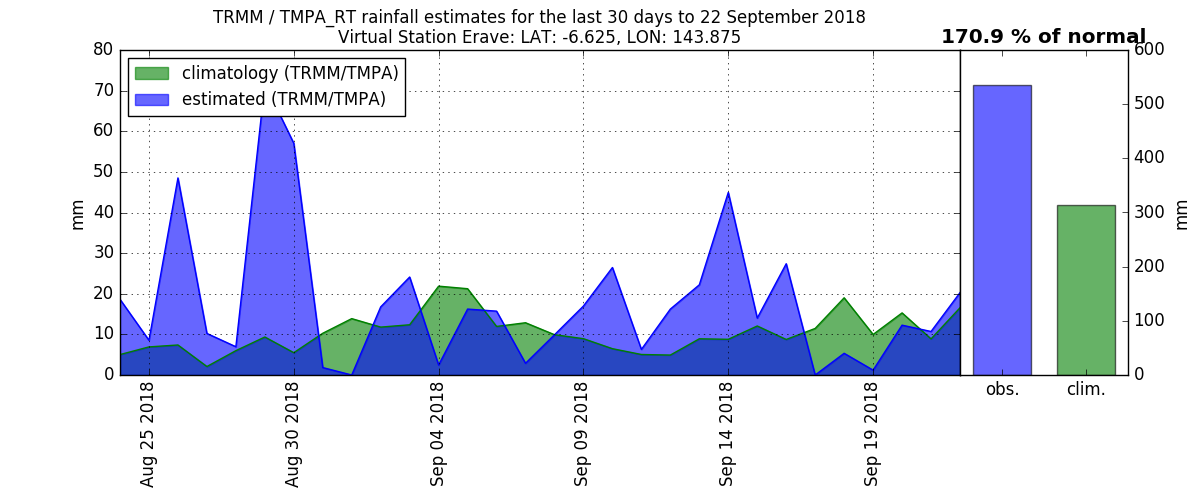 TRMM / TMPA_RT rainfall estimates for the last 30 days to 22 September 2018
Virtual Station Erave: LAT: -6.625, LON: 143.875
170.9 % of normal
climatology (TRMM/TMPA)
estimated (TRMM/TMPA)
mm
80
70
60
50
40
30
20
10
0
Aug 25 2018
Aug 30 2018
Sep 04 2018
Sep 09 2018
Sep 14 2018
Sep 19 2018
obs.
clim.
600
500
400
300
200
100
0
mm